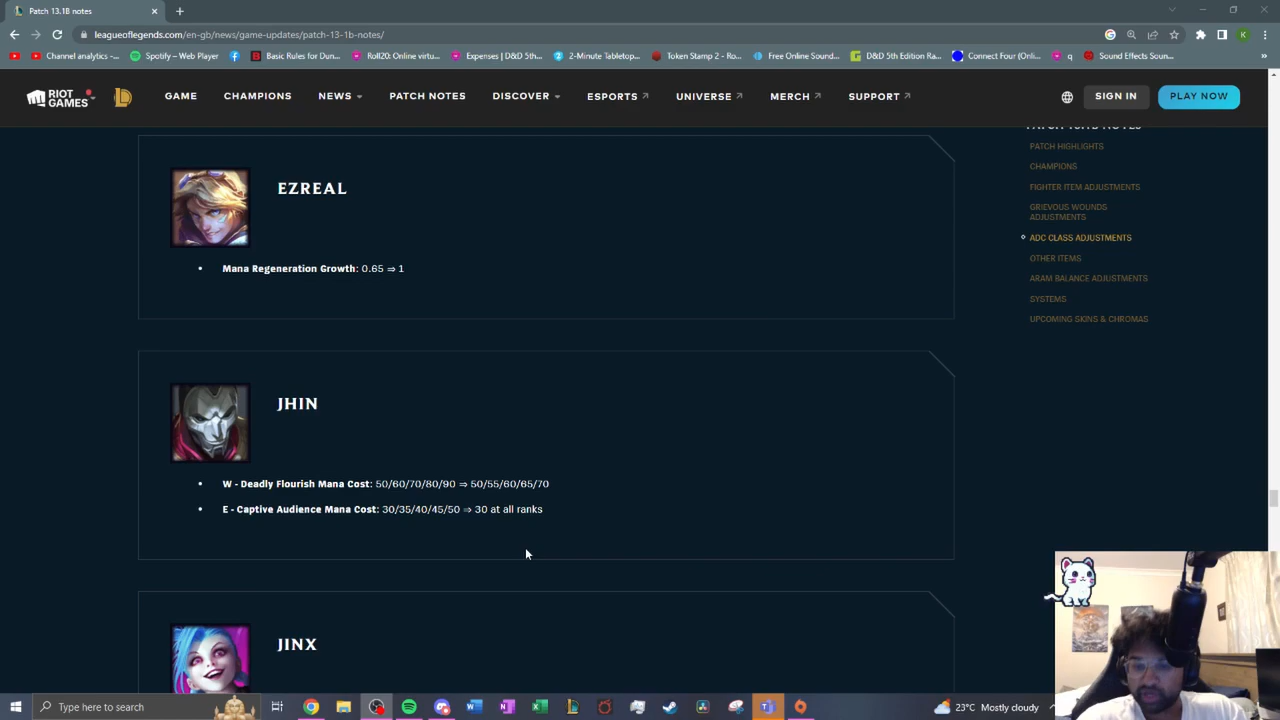 Patch 13.1B notes
leagueoflegends.com/en-gb/news/game-updates/patch-13-1b-notes/
K
Channel analytics -...
Spotify – Web Player
Basic Rules for Dun...
Roll20: Online virtu...
Expenses | D&D 5th...
2-Minute Tabletop...
Token Stamp 2 - Ro...
Free Online Sound...
D&D 5th Edition Ra...
Connect Four (Onli...
q
Sound Effects Soun...
RIOT GAMES
GAME
CHAMPIONS
NEWS
PATCH NOTES
DISCOVER
ESPORTS
UNIVERSE
MERCH
SUPPORT
SIGN IN
PLAY NOW
PATCH 13.1B NOTES
PATCH HIGHLIGHTS
CHAMPIONS
FIGHTER ITEM ADJUSTMENTS
GRIEVOUS WOUNDS
ADJUSTMENTS
ADC CLASS ADJUSTMENTS
OTHER ITEMS
ARAM BALANCE ADJUSTMENTS
SYSTEMS
UPCOMING SKINS & CHROMAS
EZREAL
• Mana Regeneration Growth: 0.65 ⇒ 1
JHIN
• W - Deadly Flourish Mana Cost: 50/60/70/80/90 ⇒ 50/55/60/65/70
• E - Captive Audience Mana Cost: 30/35/40/45/50 ⇒ 30 at all ranks
JINX
Type here to search
23°C Mostly cloudy